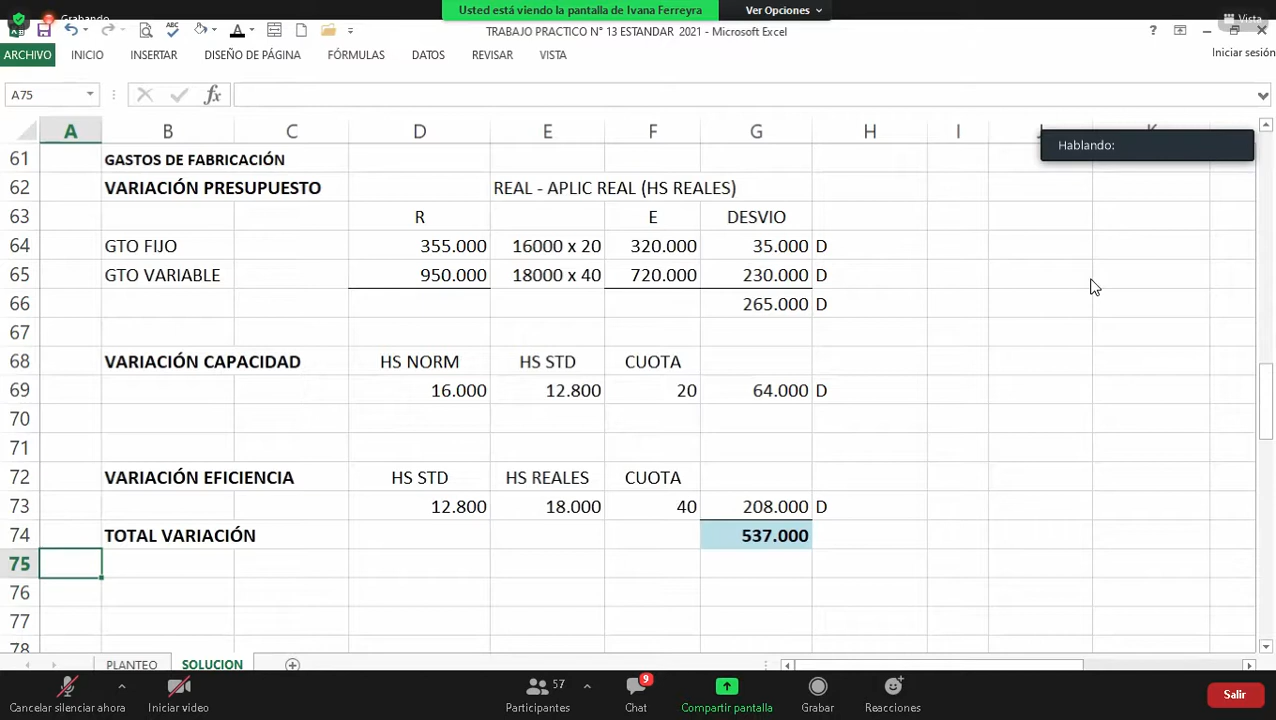 Grabando
Usted está viendo la pantalla de Ivana Ferreyra
Ver Opciones
Vista
TRABAJO PRACTICO N° 13 ESTANDAR 2021 - Microsoft Excel
ARCHIVO INICIO INSERTAR DISEÑO DE PÁGINA FÓRMULAS DATOS REVISAR VISTA
Iniciar sesión
A75
A B C D E F G H I J K
Hablando:
61 GASTOS DE FABRICACIÓN
62 VARIACIÓN PRESUPUESTO REAL - APLIC REAL (HS REALES)
63 R E DESVIO
64 GTO FIJO 355.000 16000 x 20 320.000 35.000 D
65 GTO VARIABLE 950.000 18000 x 40 720.000 230.000 D
66 265.000 D
67
68 VARIACIÓN CAPACIDAD HS NORM HS STD CUOTA
69 16.000 12.800 20 64.000 D
70
71
72 VARIACIÓN EFICIENCIA HS STD HS REALES CUOTA
73 12.800 18.000 40 208.000 D
74 TOTAL VARIACIÓN 537.000
75
76
77
78
PLANTEO SOLUCION
57
9
Cancelar silenciar ahora Iniciar video Participantes Chat Compartir pantalla Grabar Reacciones
Salir